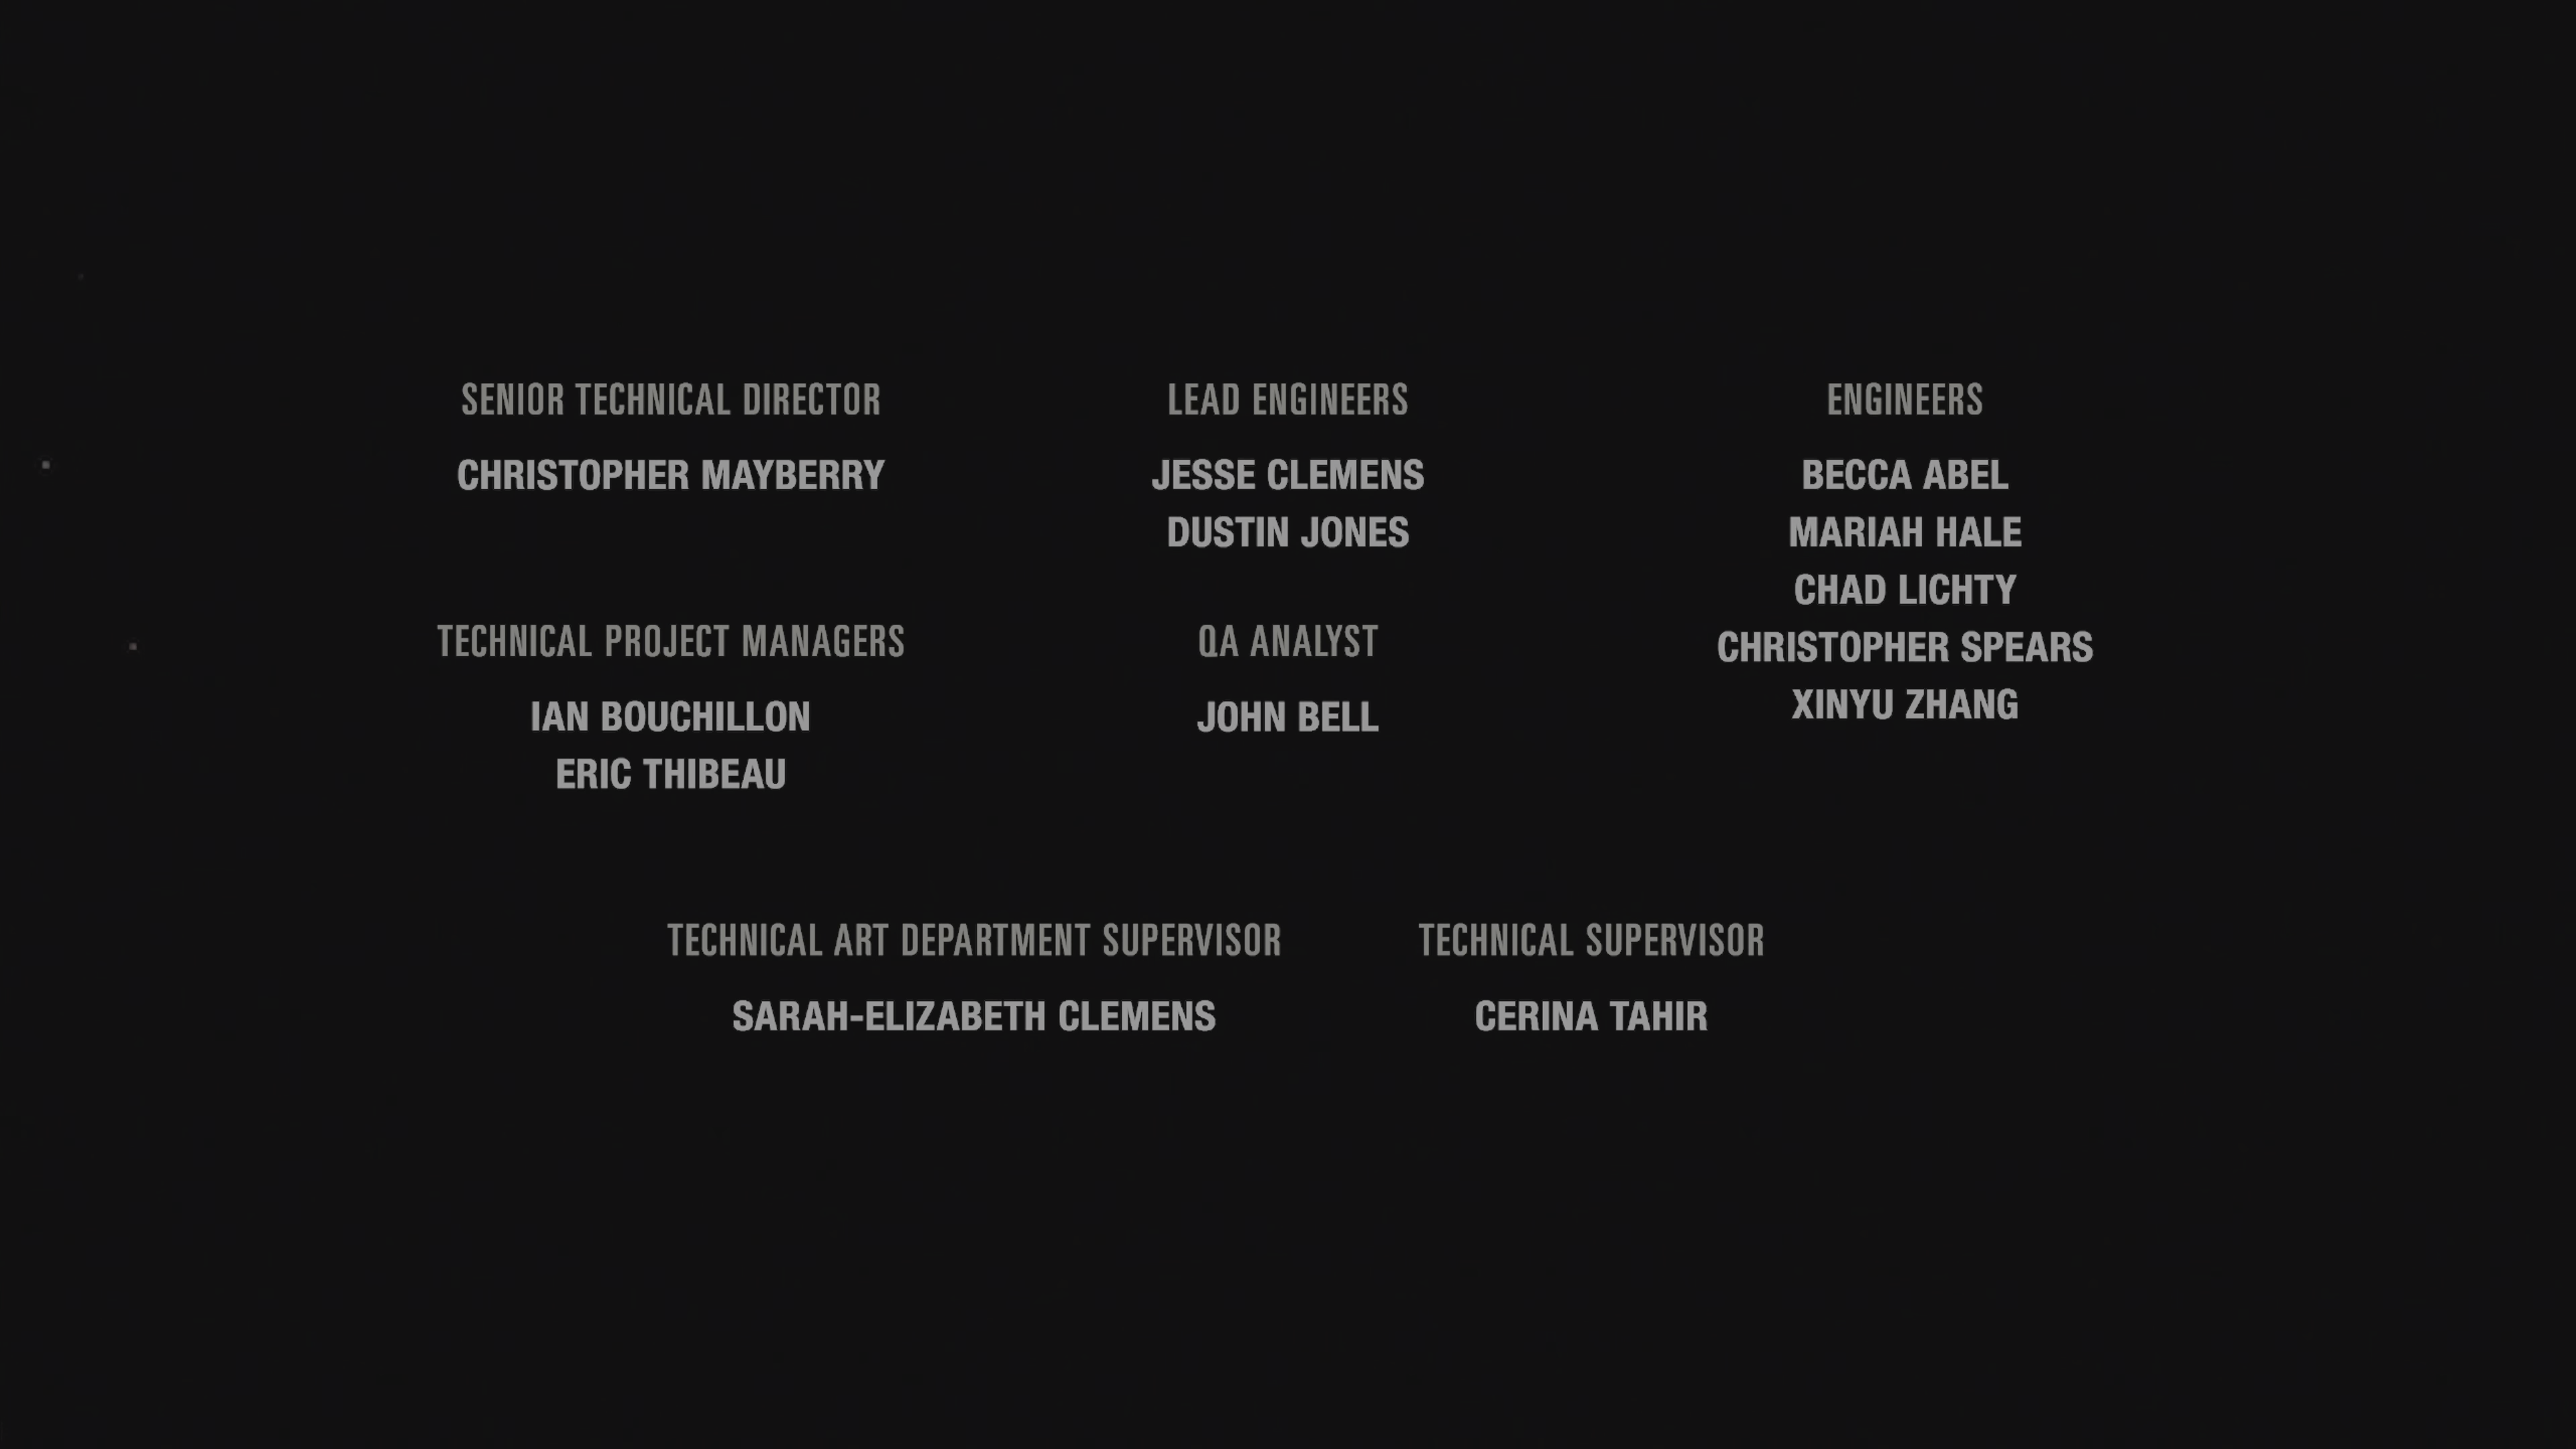 SENIOR TECHNICAL DIRECTOR
CHRISTOPHER MAYBERRY
LEAD ENGINEERS
JESSE CLEMENS
DUSTIN JONES
ENGINEERS
BECCA ABEL
MARIAH HALE
CHAD LICHTY
CHRISTOPHER SPEARS
XINYU ZHANG
TECHNICAL PROJECT MANAGERS
IAN BOUCHILLON
ERIC THIBEAU
QA ANALYST
JOHN BELL
TECHNICAL ART DEPARTMENT SUPERVISOR
SARAH-ELIZABETH CLEMENS
TECHNICAL SUPERVISOR
CERINA TAHIR